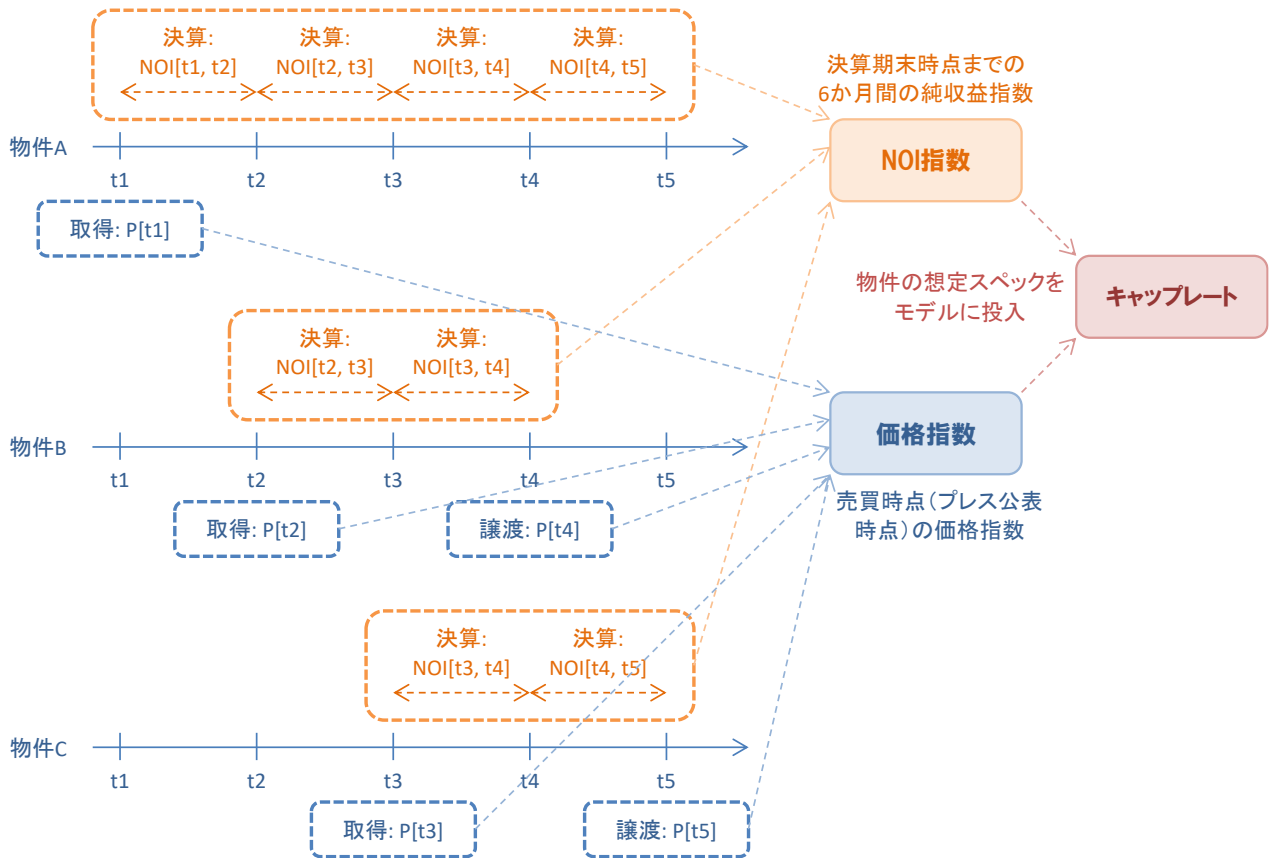 決算:
NOI[t1, t2]
決算:
NOI[t2, t3]
決算:
NOI[t3, t4]
決算:
NOI[t4, t5]
物件A
t1
t2
t3
t4
t5
取得: P[t1]
決算:
NOI[t2, t3]
決算:
NOI[t3, t4]
物件B
t1
t2
t3
t4
t5
取得: P[t2]
譲渡: P[t4]
決算:
NOI[t3, t4]
決算:
NOI[t4, t5]
物件C
t1
t2
t3
t4
t5
取得: P[t3]
譲渡: P[t5]
決算期末時点までの
6か月間の純収益指数
NOI指数
物件の想定スペックを
モデルに投入
キャップレート
価格指数
売買時点(プレス公表
時点)の価格指数